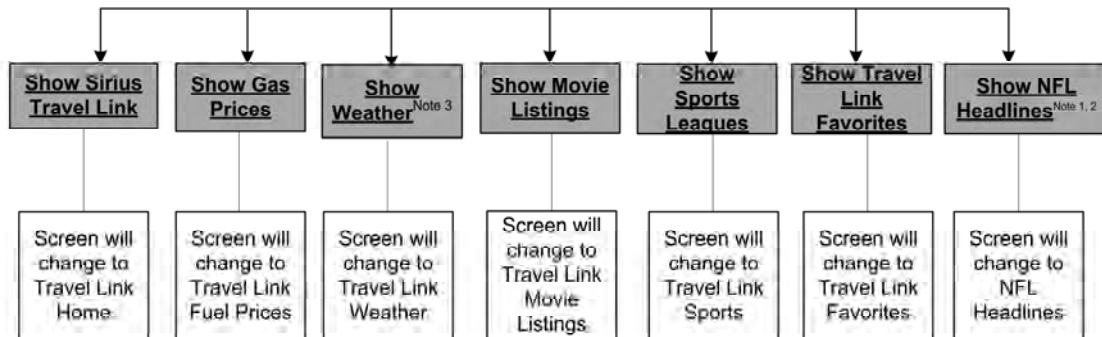 Show Sirius
Travel Link
Show Gas
Prices
Show
Weather Note 3
Show Movie
Listings
Show
Sports
Leagues
Show Travel
Link
Favorites
Show NFL
Headlines Note 1, 2
Screen will
change to
Travel Link
Home
Screen will
change to
Travel Link
Fuel Prices
Screen will
change to
Travel Link
Weather
Screen will
change to
Travel Link
Movie
Listings
Screen will
change to
Travel Link
Sports
Screen will
change to
Travel Link
Favorites
Screen will
change to
NFL
Headlines